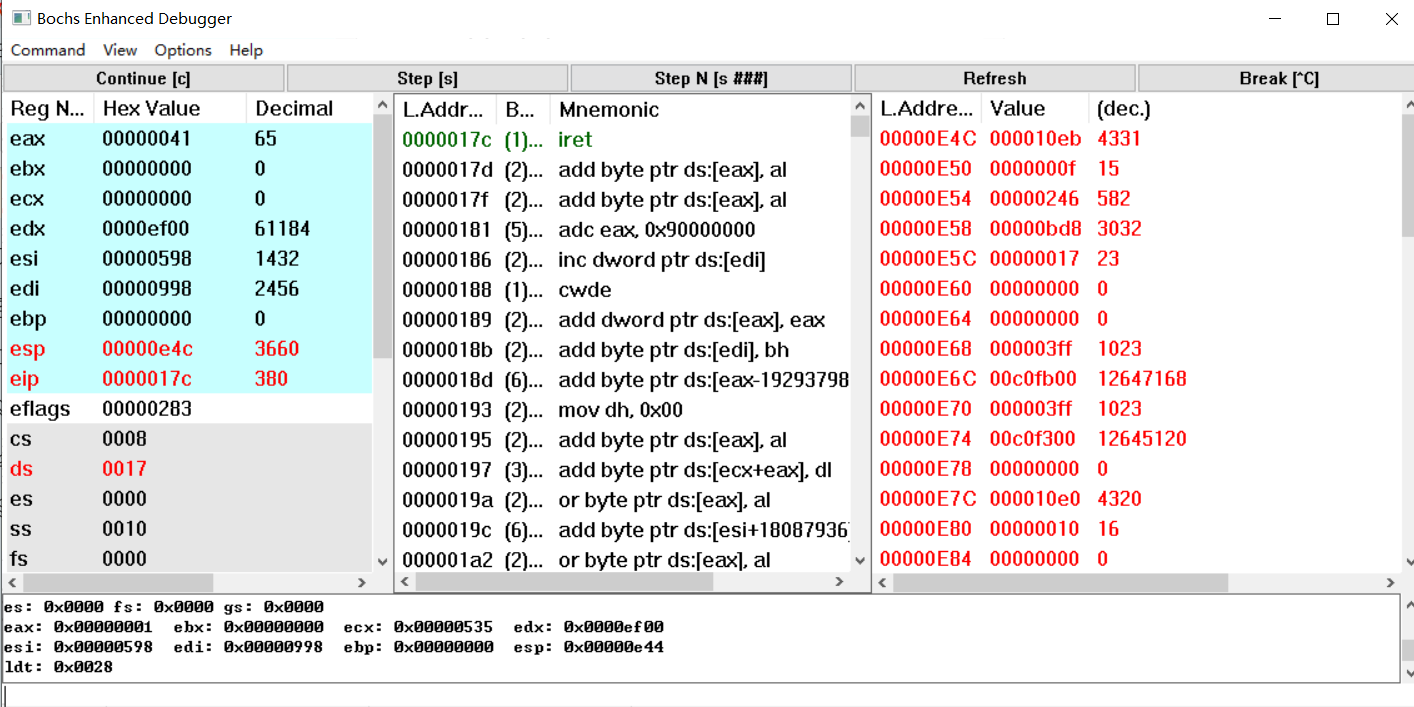 Bochs Enhanced Debugger
Command View Options Help
Continue [c] Step [s] Step N [s ###] Refresh Break [^C]
Reg N... Hex Value Decimal
eax 00000041 65
ebx 00000000 0
ecx 00000000 0
edx 0000ef00 61184
esi 00000598 1432
edi 00000998 2456
ebp 00000000 0
esp 00000e4c 3660
eip 0000017c 380
eflags 00000283
cs 0008
ds 0017
es 0000
ss 0010
fs 0000
L.Addr... B... Mnemonic
0000017c (1)... iret
0000017d (2)... add byte ptr ds:[eax], al
0000017f (2)... add byte ptr ds:[eax], al
00000181 (5)... adc eax, 0x90000000
00000186 (2)... inc dword ptr ds:[edi]
00000188 (1)... cwde
00000189 (2)... add dword ptr ds:[eax], eax
0000018b (2)... add byte ptr ds:[edi], bh
0000018d (6)... add byte ptr ds:[eax-19293798
00000193 (2)... mov dh, 0x00
00000195 (2)... add byte ptr ds:[eax], al
00000197 (3)... add byte ptr ds:[ecx+eax], dl
0000019a (2)... or byte ptr ds:[eax], al
0000019c (6)... add byte ptr ds:[esi+18087936]
000001a2 (2)... or byte ptr ds:[eax], al
L.Addre... Value (dec.)
00000E4C 000010eb 4331
00000E50 0000000f 15
00000E54 00000246 582
00000E58 00000bd8 3032
00000E5C 00000017 23
00000E60 00000000 0
00000E64 00000000 0
00000E68 000003ff 1023
00000E6C 00c0fb00 12647168
00000E70 000003ff 1023
00000E74 00c0f300 12645120
00000E78 00000000 0
00000E7C 000010e0 4320
00000E80 00000010 16
00000E84 00000000 0
es: 0x0000 fs: 0x0000 gs: 0x0000
eax: 0x00000001 ebx: 0x00000000 ecx: 0x00000535 edx: 0x0000ef00
esi: 0x00000598 edi: 0x00000998 ebp: 0x00000000 esp: 0x00000e44
ldt: 0x0028